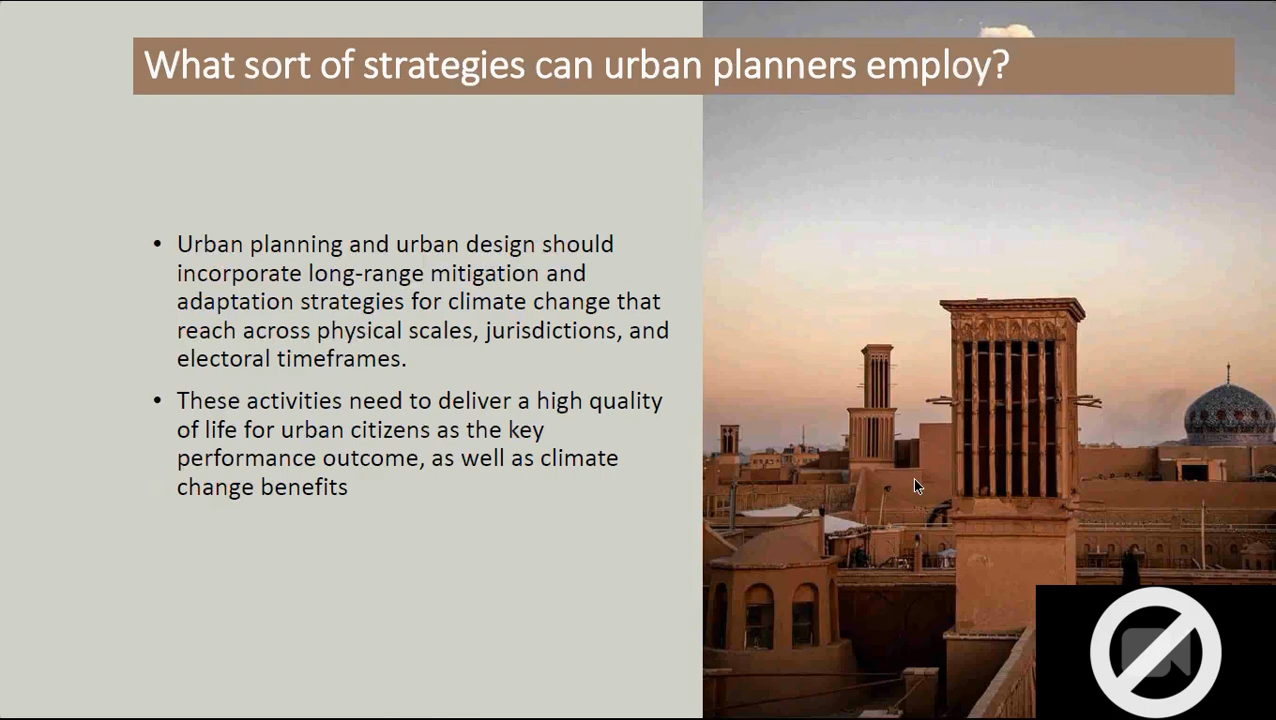 What sort of strategies can urban planners employ?
• Urban planning and urban design should
incorporate long-range mitigation and
adaptation strategies for climate change that
reach across physical scales, jurisdictions, and
electoral timeframes.
• These activities need to deliver a high quality
of life for urban citizens as the key
performance outcome, as well as climate
change benefits